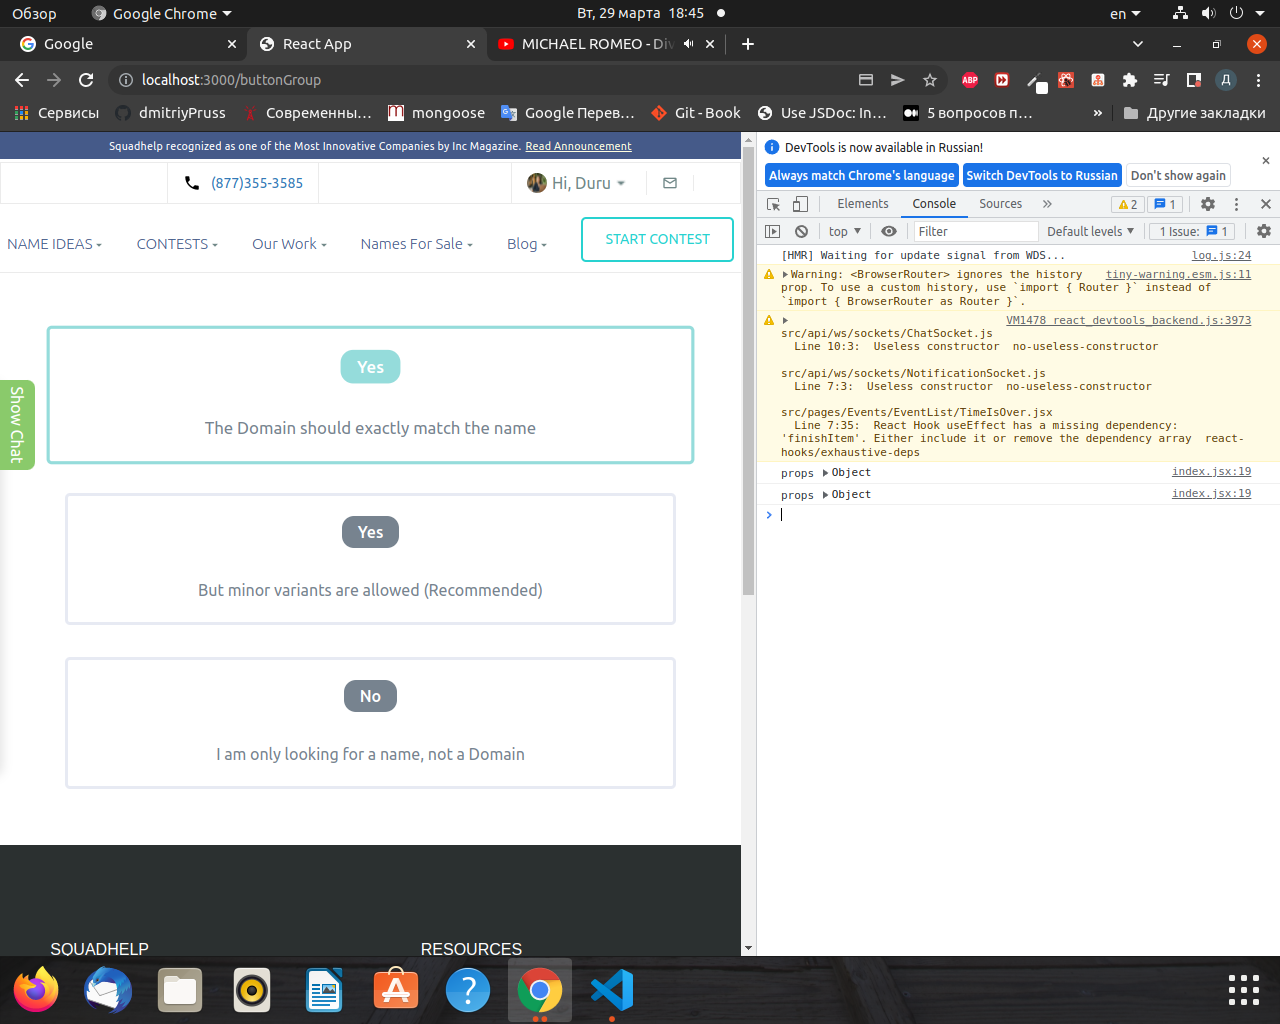 Обзор
Google Chrome
Вт, 29 марта 18:45
en
Google
React App
MICHAEL ROMEO - Div
localhost:3000/buttonGroup
ABP
Д
Сервисы
dmitriyPruss
Современны...
mongoose
Google Перев...
Git - Book
Use JSDoc: In...
5 вопросов п...
»
Другие закладки
Squadhelp recognized as one of the Most Innovative Companies by Inc Magazine. Read Announcement
(877)355-3585
Hi, Duru
NAME IDEAS
CONTESTS
Our Work
Names For Sale
Blog
START CONTEST
Yes
The Domain should exactly match the name
Show Chat
Yes
But minor variants are allowed (Recommended)
No
I am only looking for a name, not a Domain
SQUADHELP
RESOURCES
DevTools is now available in Russian!
Always match Chrome's language
Switch DevTools to Russian
Don't show again
Elements
Console
Sources
»
2
1
top
Filter
Default levels
1 Issue:
1
[HMR] Waiting for update signal from WDS...
log.js:24
Warning: <BrowserRouter> ignores the history
tiny-warning.esm.js:11
prop. To use a custom history, use `import { Router }` instead of
`import { BrowserRouter as Router }`.
VM1478 react_devtools_backend.js:3973
src/api/ws/sockets/ChatSocket.js
Line 10:3:  Useless constructor  no-useless-constructor
src/api/ws/sockets/NotificationSocket.js
Line 7:3:  Useless constructor  no-useless-constructor
src/pages/Events/EventList/TimeIsOver.jsx
Line 7:35:  React Hook useEffect has a missing dependency:
'finishItem'. Either include it or remove the dependency array  react-
hooks/exhaustive-deps
props Object
index.jsx:19
props Object
index.jsx:19